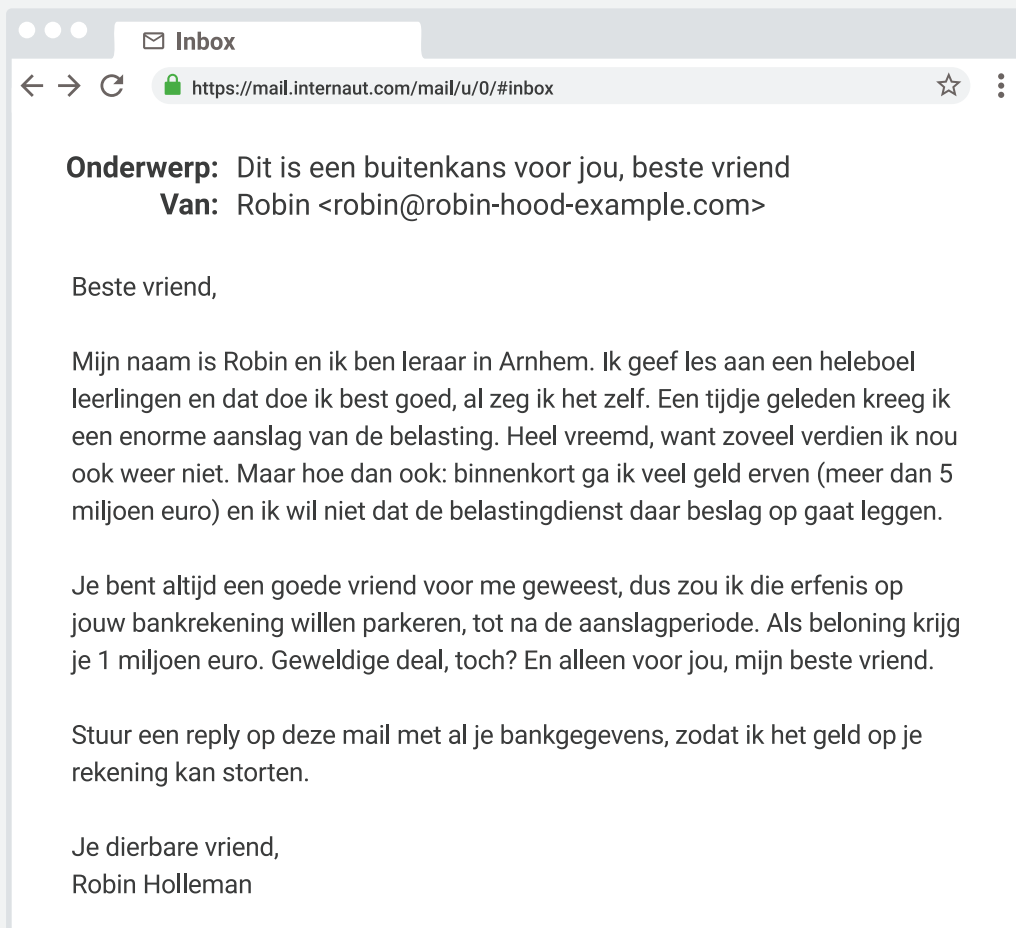 Inbox
https://mail.internaut.com/mail/u/0/#inbox
Onderwerp: Dit is een buitenkans voor jou, beste vriend
Van: Robin <robin@robin-hood-example.com>
Beste vriend,
Mijn naam is Robin en ik ben leraar in Arnhem. Ik geef les aan een heleboel
leerlingen en dat doe ik best goed, al zeg ik het zelf. Een tijdje geleden kreeg ik
een enorme aanslag van de belasting. Heel vreemd, want zoveel verdien ik nou
ook weer niet. Maar hoe dan ook: binnenkort ga ik veel geld erven (meer dan 5
miljoen euro) en ik wil niet dat de belastingdienst daar beslag op gaat leggen.
Je bent altijd een goede vriend voor me geweest, dus zou ik die erfenis op
jouw bankrekening willen parkeren, tot na de aanslagperiode. Als beloning krijg
je 1 miljoen euro. Geweldige deal, toch? En alleen voor jou, mijn beste vriend.
Stuur een reply op deze mail met al je bankgegevens, zodat ik het geld op je
rekening kan storten.
Je dierbare vriend,
Robin Holleman